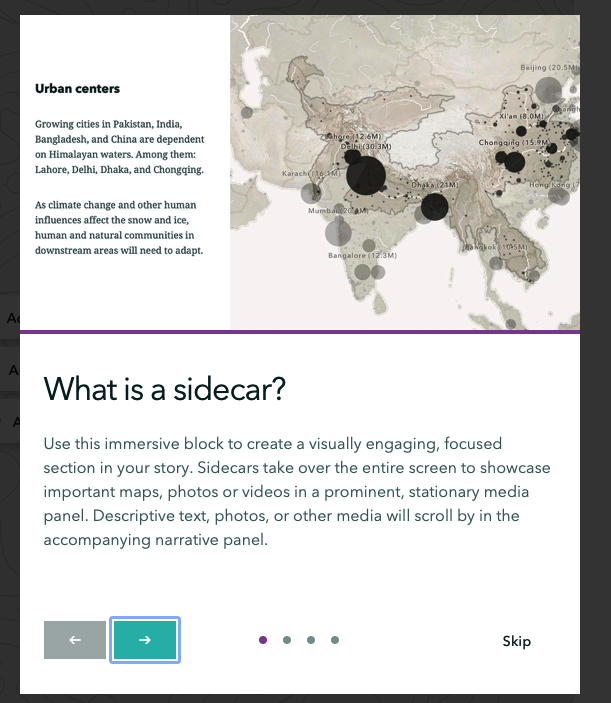 Urban centers
Growing cities in Pakistan, India,
Bangladesh, and China are dependent
on Himalayan waters. Among them:
Lahore, Delhi, Dhaka, and Chongqing.
As climate change and other human
influences affect the snow and ice,
human and natural communities in
downstream areas will need to adapt.
Beijing (20.5M)
Xi'an (8.0M)
Lahore (12.6M)
Delhi (30.3M)
Chongqing (15.9M)
Karachi
Dhaka (21M)
Hong Kong (7
Mumbai
Bangkok (10.5M)
Bangalore (12.3M)
What is a sidecar?
Use this immersive block to create a visually engaging, focused
section in your story. Sidecars take over the entire screen to showcase
important maps, photos or videos in a prominent, stationary media
panel. Descriptive text, photos, or other media will scroll by in the
accompanying narrative panel.
Skip